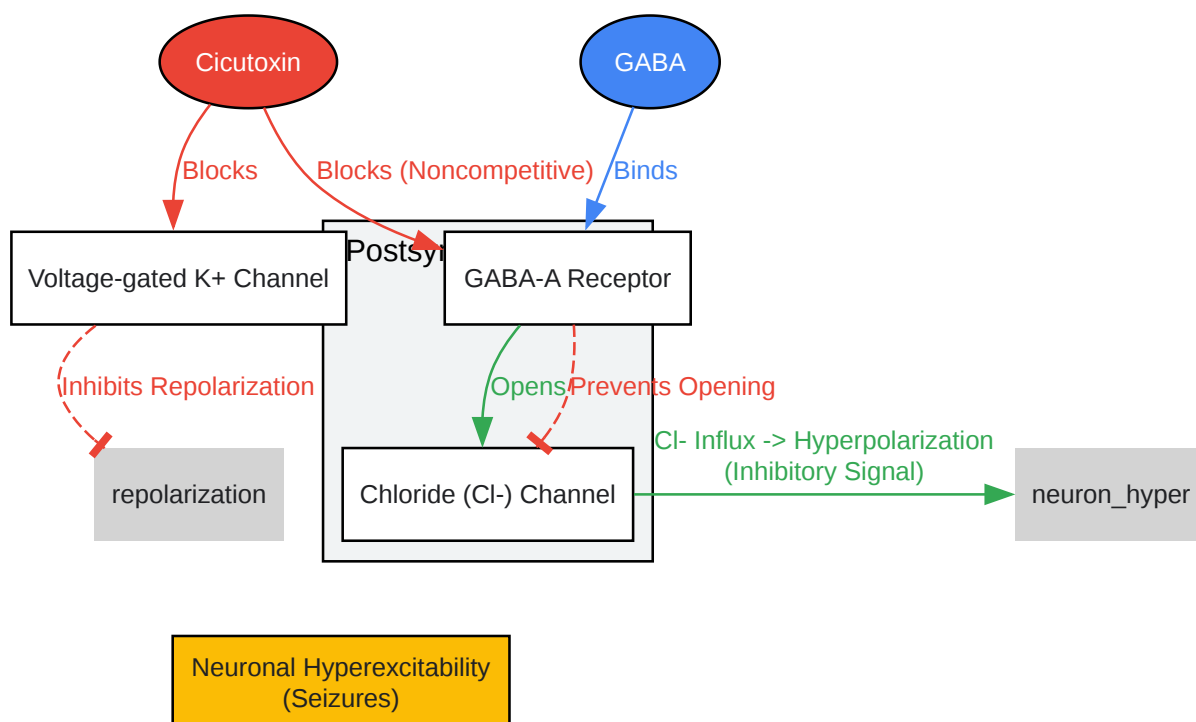 Cicutoxin
GABA
Blocks
Blocks (Noncompetitive)
Binds
Voltage-gated K+ Channel
GABA-A Receptor
Inhibits Repolarization
Opens
Prevents Opening
Cl- Influx -> Hyperpolarization
(Inhibitory Signal)
repolarization
Chloride (Cl-) Channel
neuron_hyper
Neuronal Hyperexcitability
(Seizures)